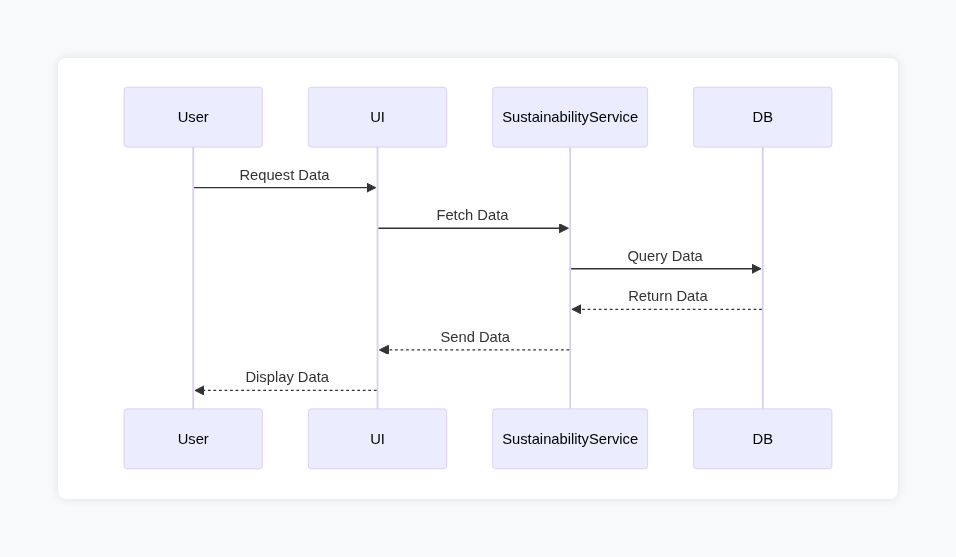 User
UI
SustainabilityService
DB
Request Data
Fetch Data
Query Data
Return Data
Send Data
Display Data
User
UI
SustainabilityService
DB